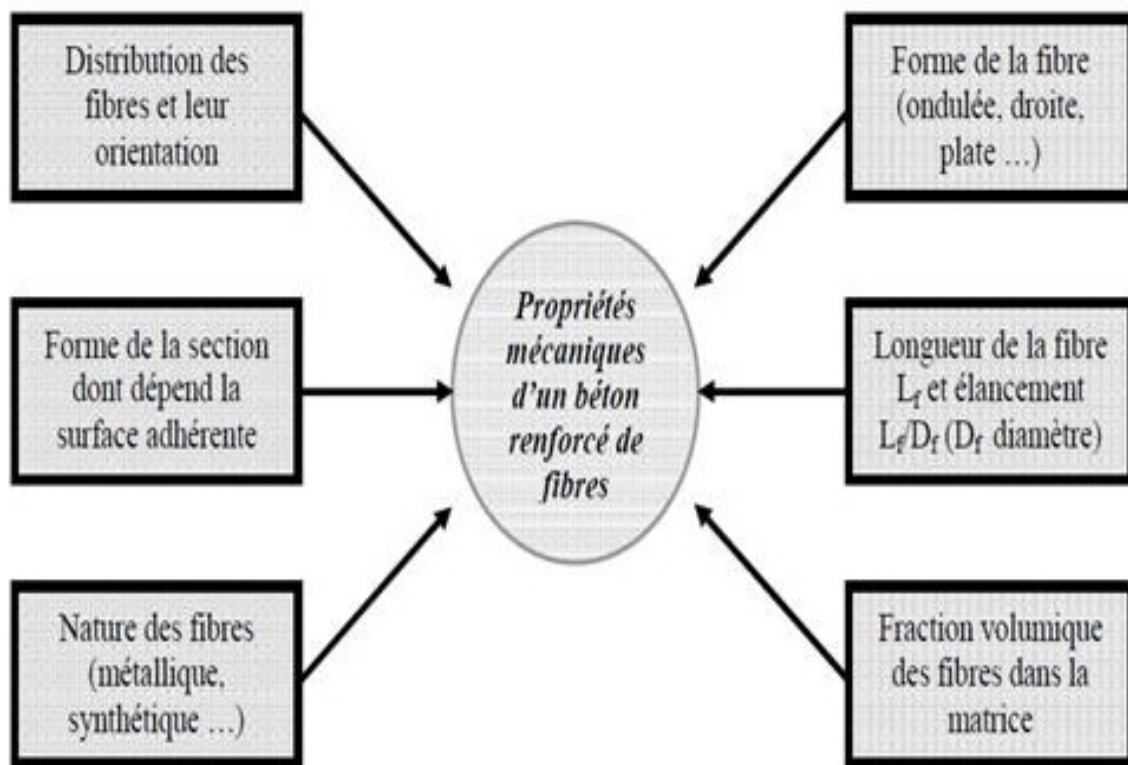 Distribution des
fibres et leur
orientation
Forme de la fibre
(ondulée, droite,
plate ...)
Forme de la section
dont dépend la
surface adhérente
Propriétés
mécaniques
d'un béton
renforcé de
fibres
Longueur de la fibre
Lf et élancement
Lf/Df (Df diamètre)
Nature des fibres
(métallique,
synthétique ...)
Fraction volumique
des fibres dans la
matrice